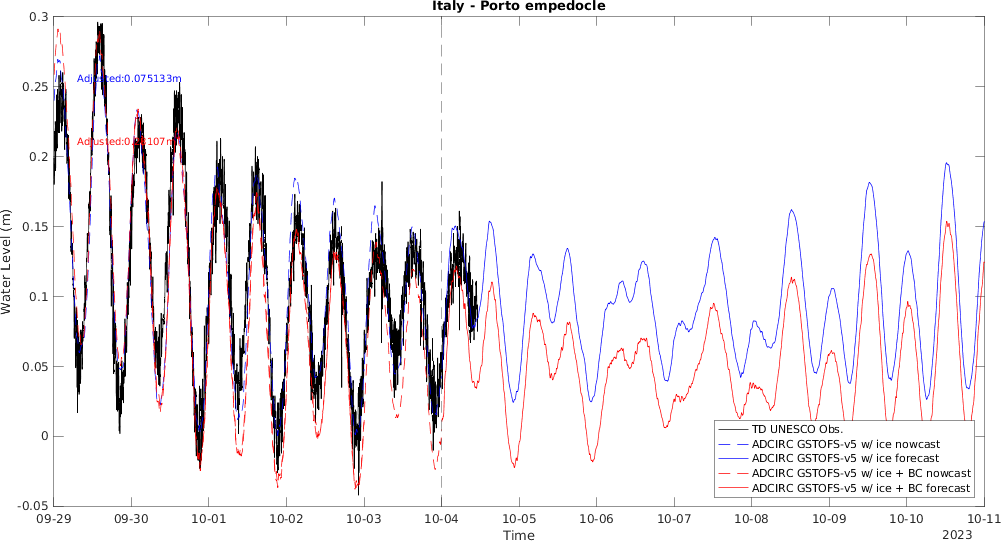 Italy - Porto empedocle
0.3
0.25
0.2
0.15
0.1
0.05
0
-0.05
Water Level (m)
Adjusted:0.075133m
TD UNESCO Obs.
ADCIRC GSTOFS-v5 w/ ice nowcast
ADCIRC GSTOFS-v5 w/ ice forecast
ADCIRC GSTOFS-v5 w/ ice + BC nowcast
ADCIRC GSTOFS-v5 w/ ice + BC forecast
09-29 09-30 10-01 10-02 10-03 10-04 10-05 10-06 10-07 10-08 10-09 10-10 10-11
Time
2023